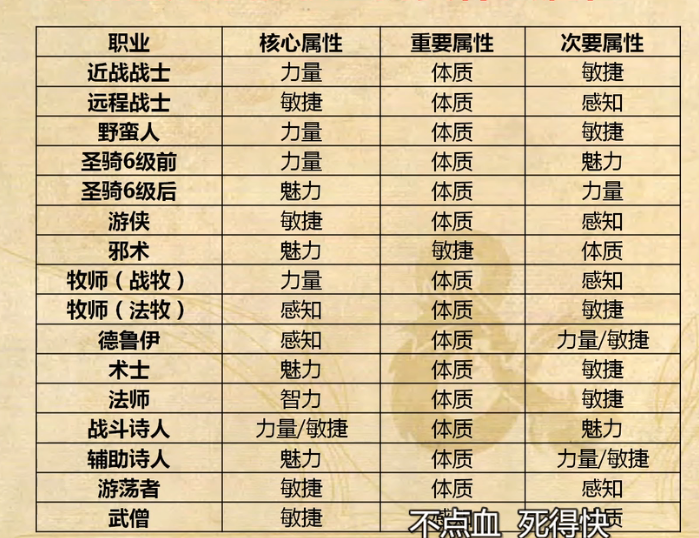 职业 核心属性 重要属性 次要属性
近战战士 力量 体质 敏捷
远程战士 敏捷 体质 感知
野蛮人 力量 体质 敏捷
圣骑6级前 力量 体质 魅力
圣骑6级后 魅力 体质 力量
游侠 敏捷 体质 感知
邪术 魅力 敏捷 体质
牧师（战牧） 力量 体质 感知
牧师（法牧） 感知 体质 敏捷
德鲁伊 感知 体质 力量/敏捷
术士 魅力 体质 敏捷
法师 智力 体质 敏捷
战斗诗人 力量/敏捷 体质 魅力
辅助诗人 魅力 体质 力量/敏捷
游荡者 敏捷 体质 感知
武僧 敏捷 质
不点血 死得快